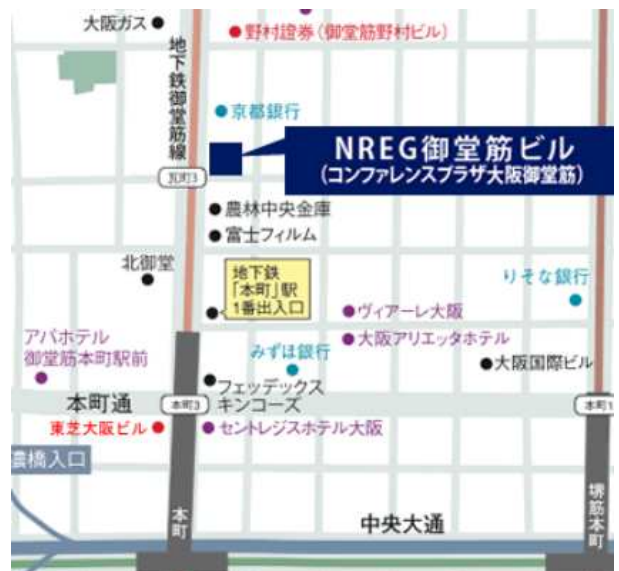 大阪ガス
野村證券(御堂筋野村ビル)
地下鉄御堂筋線
京都銀行
NREG御堂筋ビル
(コンファレンスプラザ大阪御堂筋)
瓦町3
農林中央金庫
富士フィルム
北御堂
地下鉄
「本町」駅
1番出入口
りそな銀行
ヴィアーレ大阪
大阪アリエッタホテル
アパホテル
御堂筋本町駅前
みずほ銀行
大阪国際ビル
フェッデックス
キンコーズ
本町通
本町3
本町1
東芝大阪ビル
セントレジスホテル大阪
濃橋入口
本町
堺筋本町
中央大通